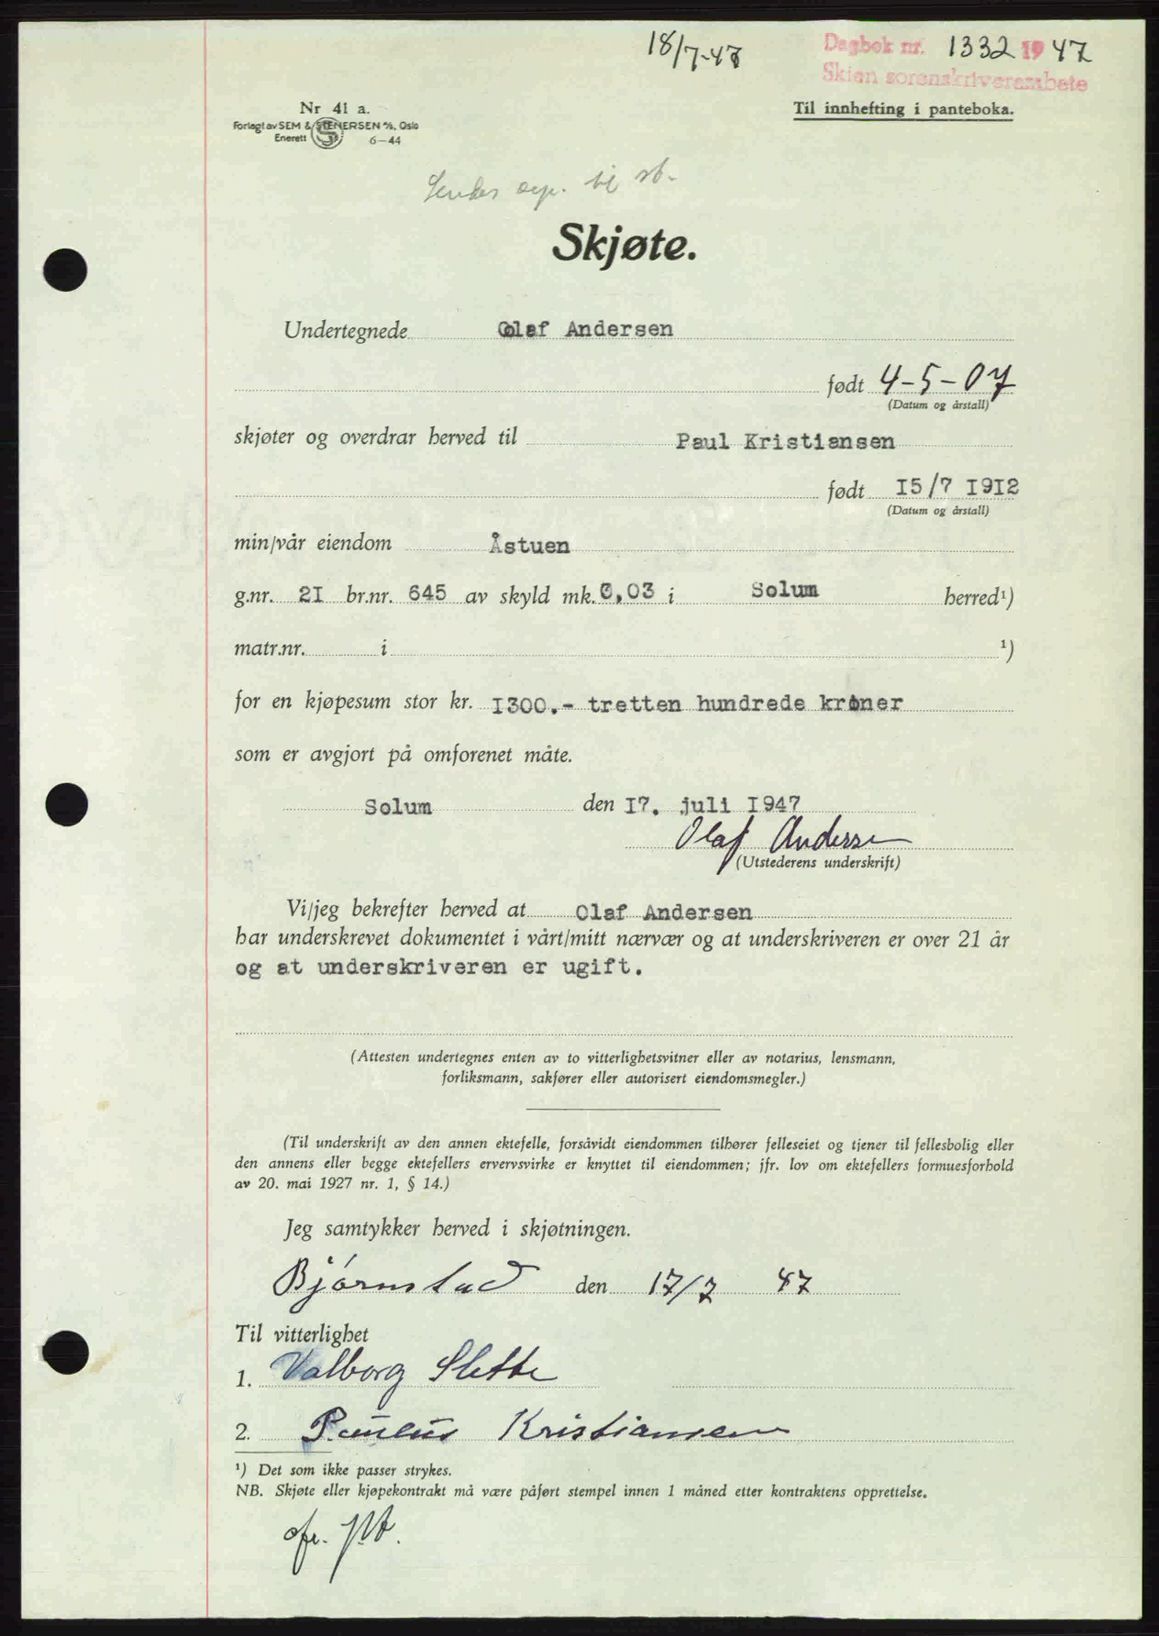 18/7-47
Dagbok nr. 1332 1947
Skien sorenskriverembete
Nr 41 a.
Forlagt av SEM & STENERSEN A/S, Oslo
Enerett 6-44
Til innhefting i panteboka.
Sendes til
Skjøte.
Undertegnede Olaf Andersen
født 4-5-07
(Datum og årstall)
skjøter og overdrar herved til Paul Kristiansen
født 15/7 1912
(Datum og årstall)
min/vår eiendom Åstuen
g.nr. 21 br.nr. 645 av skyld mk. 0,03 i Solum herred¹)
matr.nr. i ¹)
for en kjøpesum stor kr. 1300.- tretten hundrede kroner
som er avgjort på omforenet måte.
Solum den 17. juli 1947
Olaf Andersen
(Utstederens underskrift)
Vi/jeg bekrefter herved at Olaf Andersen
har underskrevet dokumentet i vårt/mitt nærvær og at underskriveren er over 21 år
og at underskriveren er ugift.
(Attesten undertegnes enten av to vitterlighetsvitner eller av notarius, lensmann,
forliksmann, sakfører eller autorisert eiendomsmegler.)
(Til underskrift av den annen ektefelle, forsåvidt eiendommen tilhører felleseiet og tjener til fellesbolig eller
den annens eller begge ektefellers ervervsvirke er knyttet til eiendommen; jfr. lov om ektefellers formuesforhold
av 20. mai 1927 nr. 1, § 14.)
Jeg samtykker herved i skjøtningen.
Bjørnstad den 17/7 47
Til vitterlighet
1. Valborg Slette
2. Paulus Kristiansen
¹) Det som ikke passer strykes.
NB. Skjøte eller kjøpekontrakt må være påført stempel innen 1 måned etter kontraktens opprettelse.